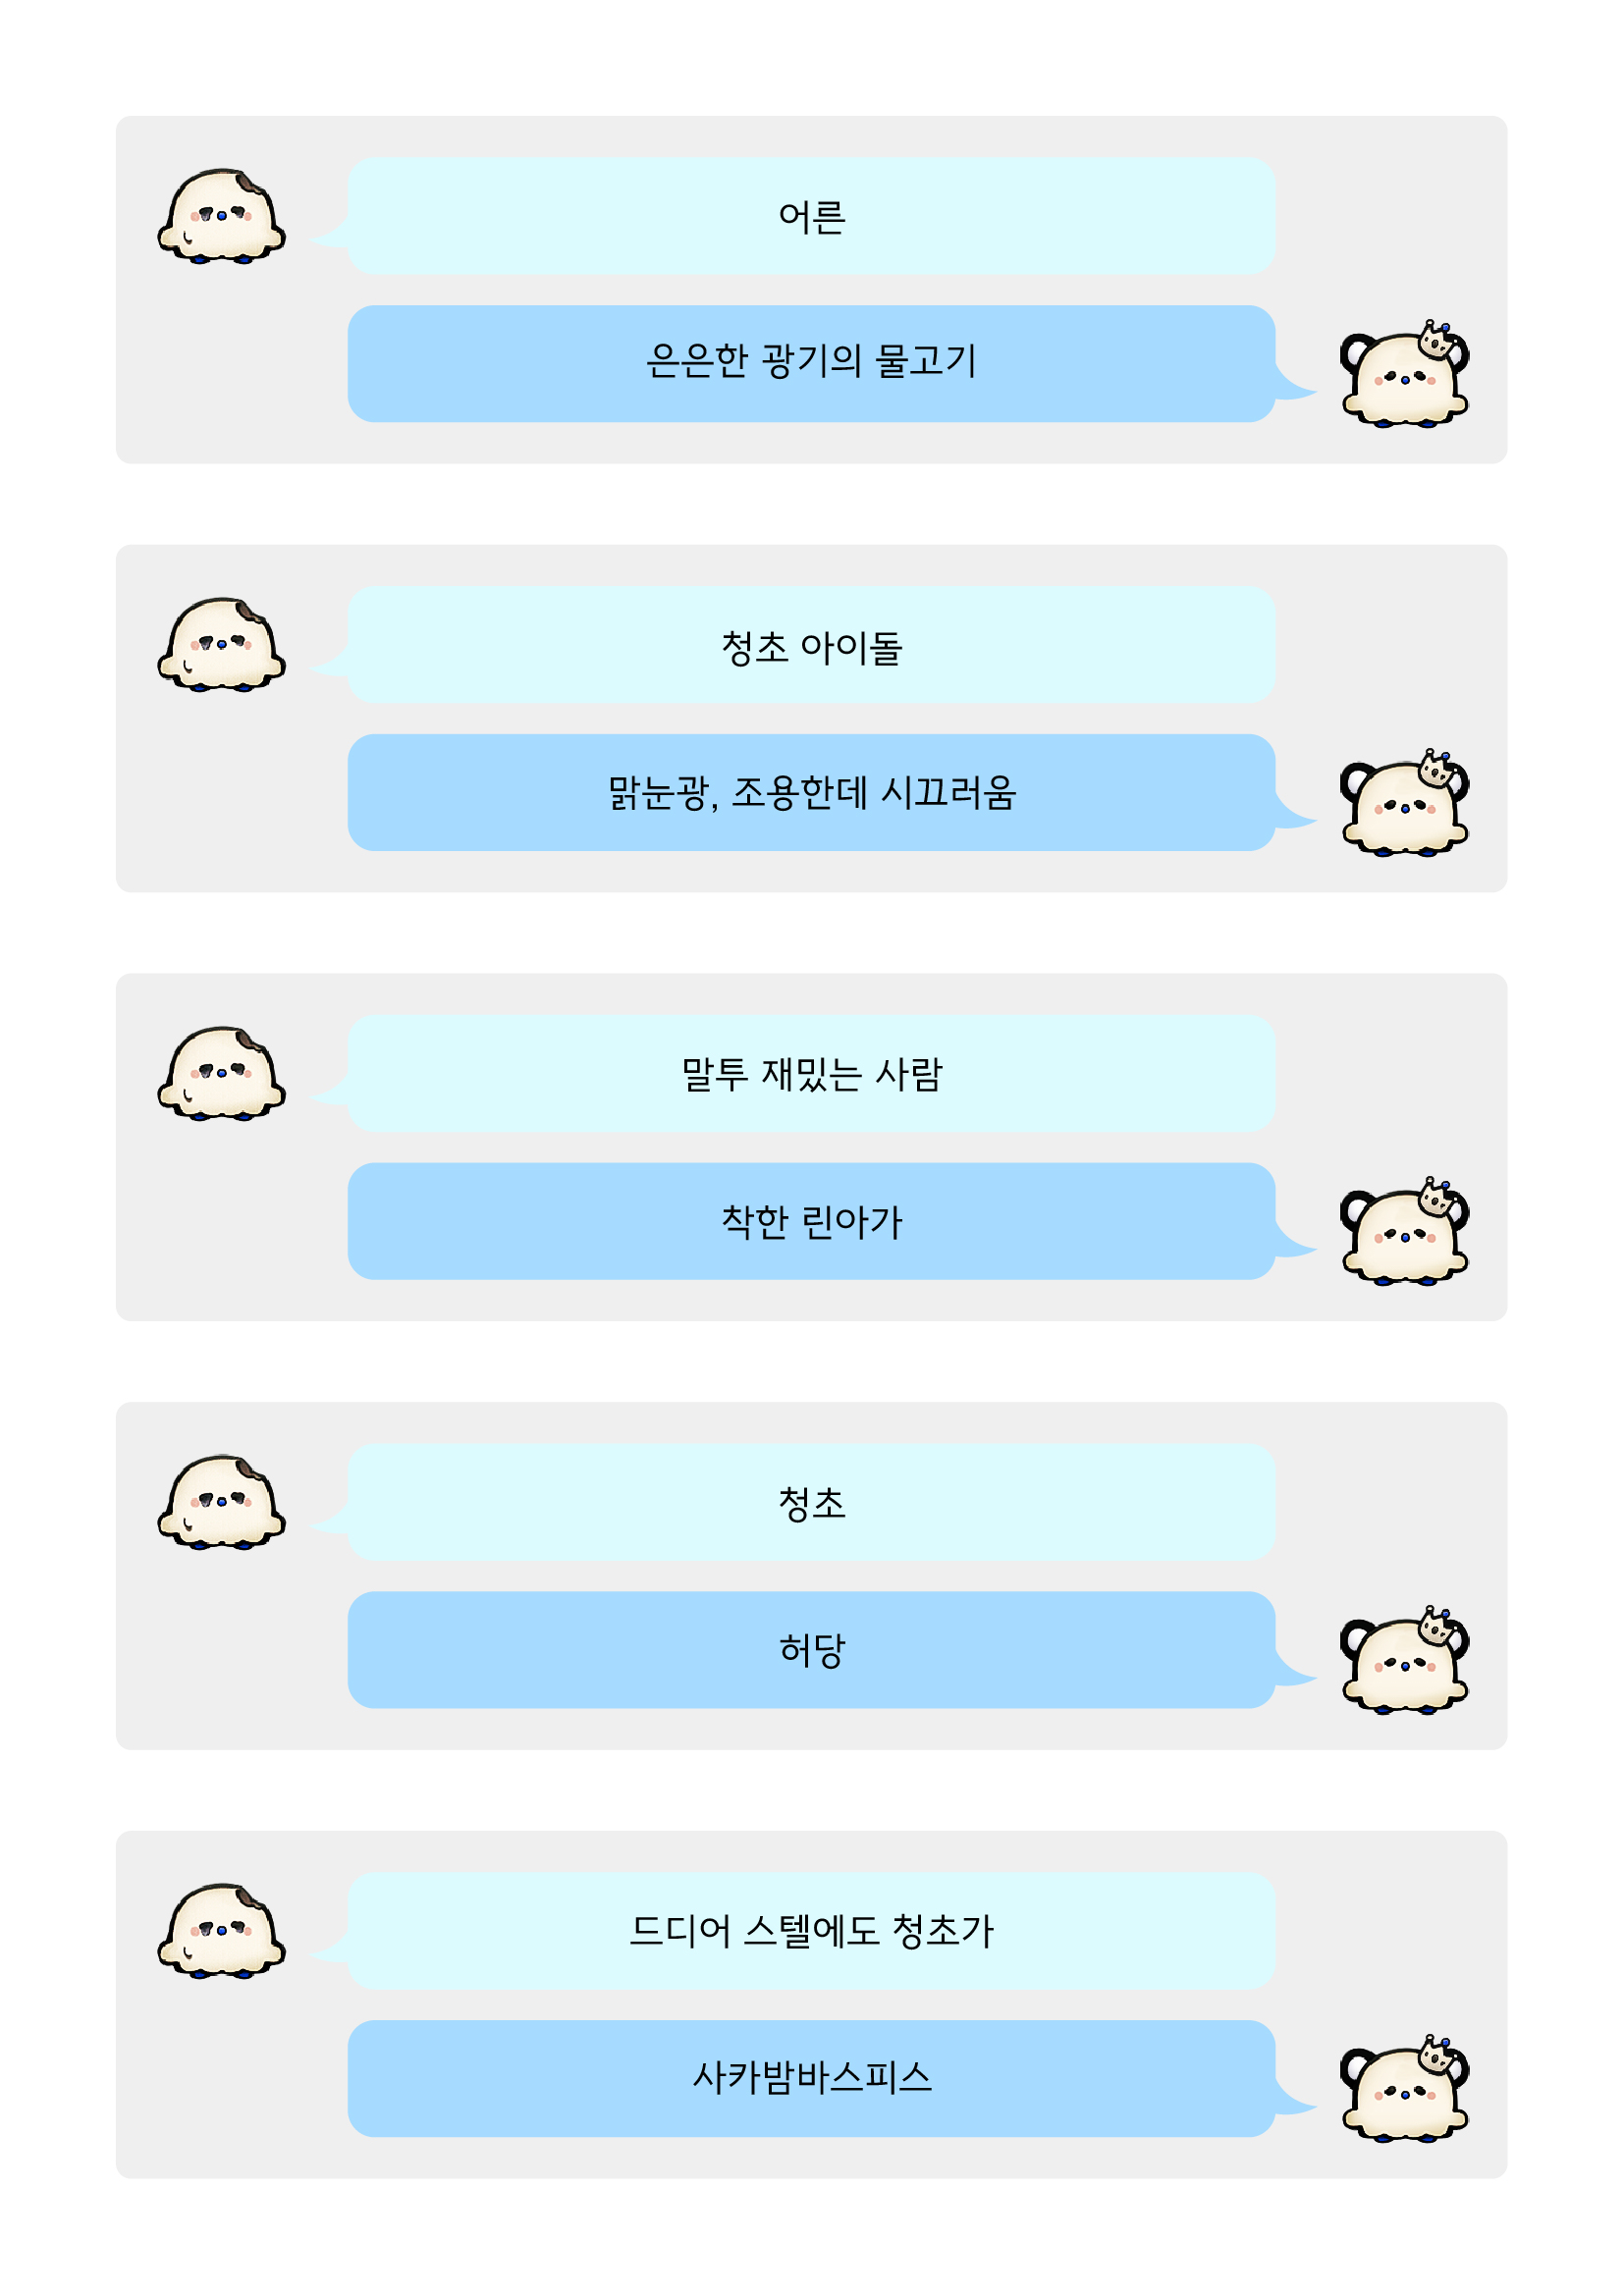 어른
은은한 광기의 물고기
청초 아이돌
맑눈광, 조용한데 시끄러움
말투 재밌는 사람
착한 린아가
청초
허당
드디어 스텔에도 청초가
사카밤바스피스